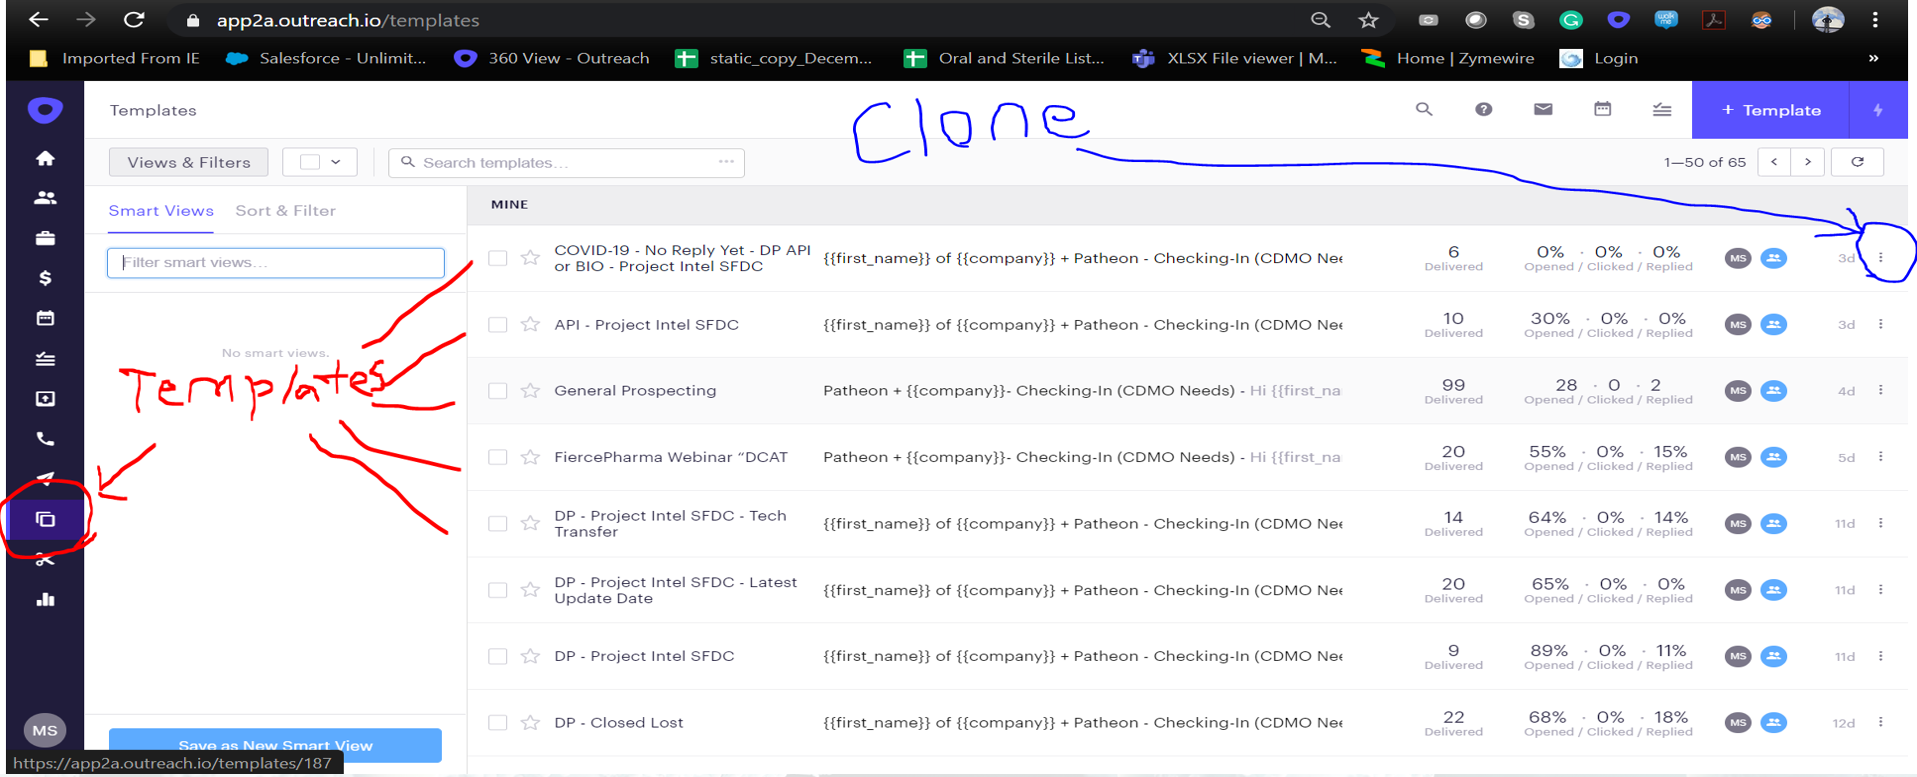 app2a.outreach.io/templates
Imported From IE
Salesforce - Unlimit...
360 View - Outreach
static_copy_Decem...
Oral and Sterile List...
XLSX File viewer | M...
Home | Zymewire
Login
»
Templates
Clone
+ Template
Views & Filters
Search templates...
1—50 of 65
Smart Views
Sort & Filter
MINE
Filter smart views...
No smart views.
Templates
COVID-19 - No Reply Yet - DP API
or BIO - Project Intel SFDC
{{first_name}} of {{company}} + Patheon - Checking-In (CDMO Nee
6
Delivered
0% · 0% · 0%
Opened / Clicked / Replied
MS
3d
API - Project Intel SFDC
{{first_name}} of {{company}} + Patheon - Checking-In (CDMO Nee
10
Delivered
30% · 0% · 0%
Opened / Clicked / Replied
MS
3d
General Prospecting
Patheon + {{company}}- Checking-In (CDMO Needs) - Hi {{first_na
99
Delivered
28 · 0 · 2
Opened / Clicked / Replied
MS
4d
FiercePharma Webinar “DCAT
Patheon + {{company}}- Checking-In (CDMO Needs) - Hi {{first_na
20
Delivered
55% · 0% · 15%
Opened / Clicked / Replied
MS
5d
DP - Project Intel SFDC - Tech
Transfer
{{first_name}} of {{company}} + Patheon - Checking-In (CDMO Nee
14
Delivered
64% · 0% · 14%
Opened / Clicked / Replied
MS
11d
DP - Project Intel SFDC - Latest
Update Date
{{first_name}} of {{company}} + Patheon - Checking-In (CDMO Nee
20
Delivered
65% · 0% · 0%
Opened / Clicked / Replied
MS
11d
DP - Project Intel SFDC
{{first_name}} of {{company}} + Patheon - Checking-In (CDMO Nee
9
Delivered
89% · 0% · 11%
Opened / Clicked / Replied
MS
11d
DP - Closed Lost
{{first_name}} of {{company}} + Patheon - Checking-In (CDMO Nee
22
Delivered
68% · 0% · 18%
Opened / Clicked / Replied
MS
12d
MS
Save as New Smart View
https://app2a.outreach.io/templates/187